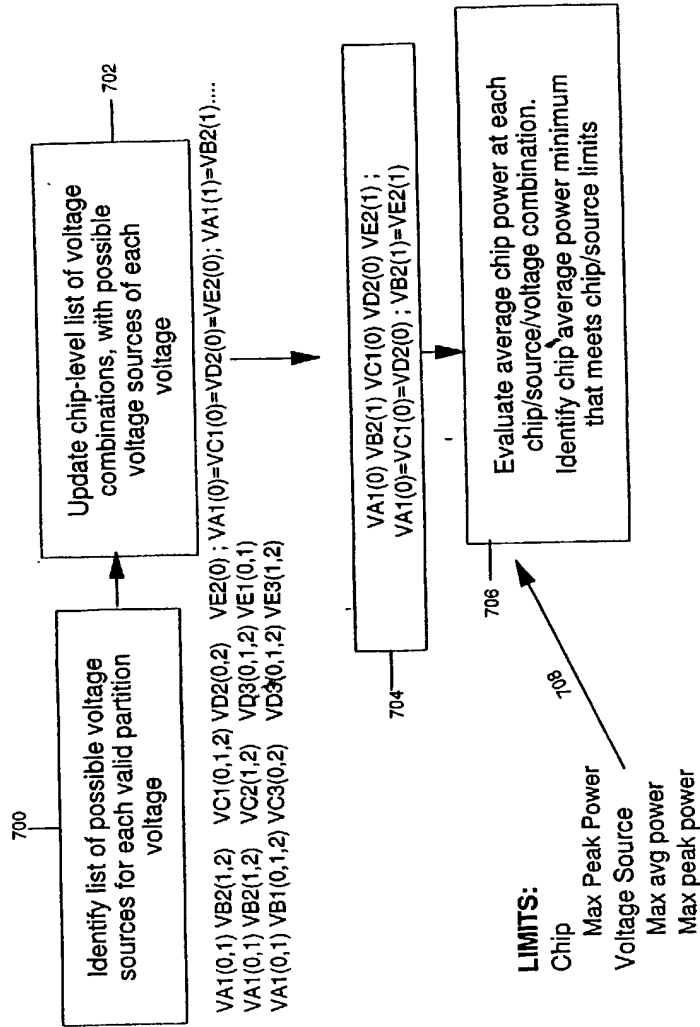 700
Identify list of possible voltage
sources for each valid partition
voltage
702
Update chip-level list of voltage
combinations, with possible
voltage sources of each
voltage
VA1(0,1) VB2(1,2) VC1(0,1,2) VD2(0,2) VE2(0) ; VA1(0)=VC1(0)=VD2(0)=VE2(0); VA1(1)=VB2(1).....
VA1(0,1) VB2(1,2) VC2(1,2) VD3(0,1,2) VE1(0,1)
VA1(0,1) VB1(0,1,2) VC3(0,2) VD3(0,1,2) VE3(1,2)
704
VA1(0) VB2(1) VC1(0) VD2(0) VE2(1) ;
VA1(0)=VC1(0)=VD2(0) ; VB2(1)=VE2(1)
706
Evaluate average chip power at each
chip/source/voltage combination.
Identify chip average power minimum
that meets chip/source limits
708
LIMITS:
Chip
Max Peak Power
Voltage Source
Max avg power
Max peak power